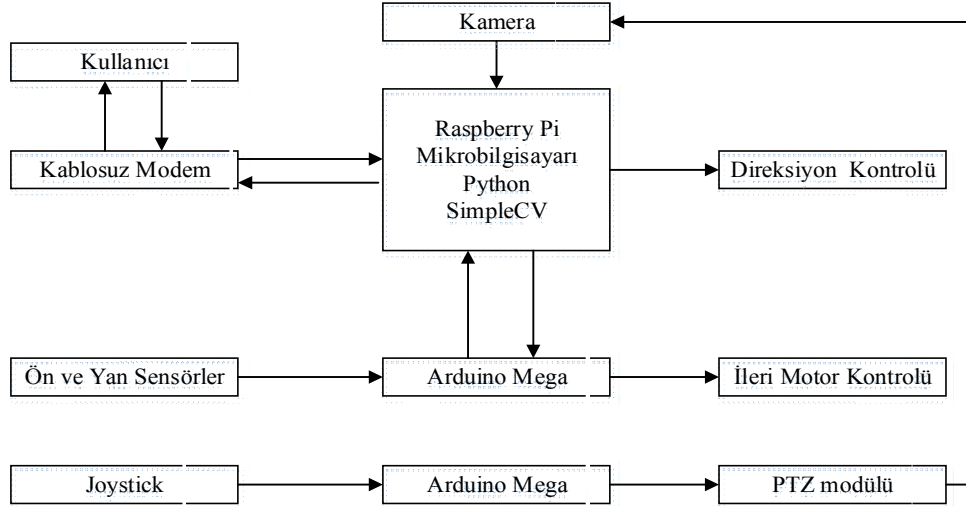 Kamera
Kullanıcı
Raspberry Pi
Mikrobilgisayarı
Python
SimpleCV
Kablosuz Modem
Direksiyon Kontrolü
Ön ve Yan Sensörler
Arduino Mega
İleri Motor Kontrolü
Joystick
Arduino Mega
PTZ modülü